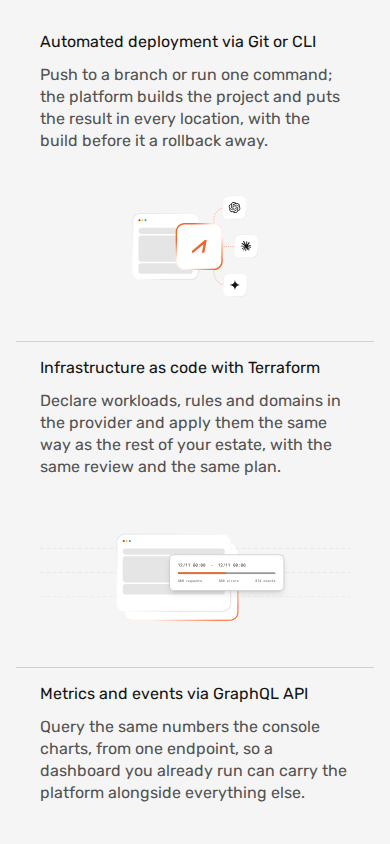 Automated deployment via Git or CLI
Push to a branch or run one command;
the platform builds the project and puts
the result in every location, with the
build before it a rollback away.
Infrastructure as code with Terraform
Declare workloads, rules and domains in
the provider and apply them the same
way as the rest of your estate, with the
same review and the same plan.
12/11 00:00 - 12/11 00:00
Metrics and events via GraphQL API
Query the same numbers the console
charts, from one endpoint, so a
dashboard you already run can carry the
platform alongside everything else.